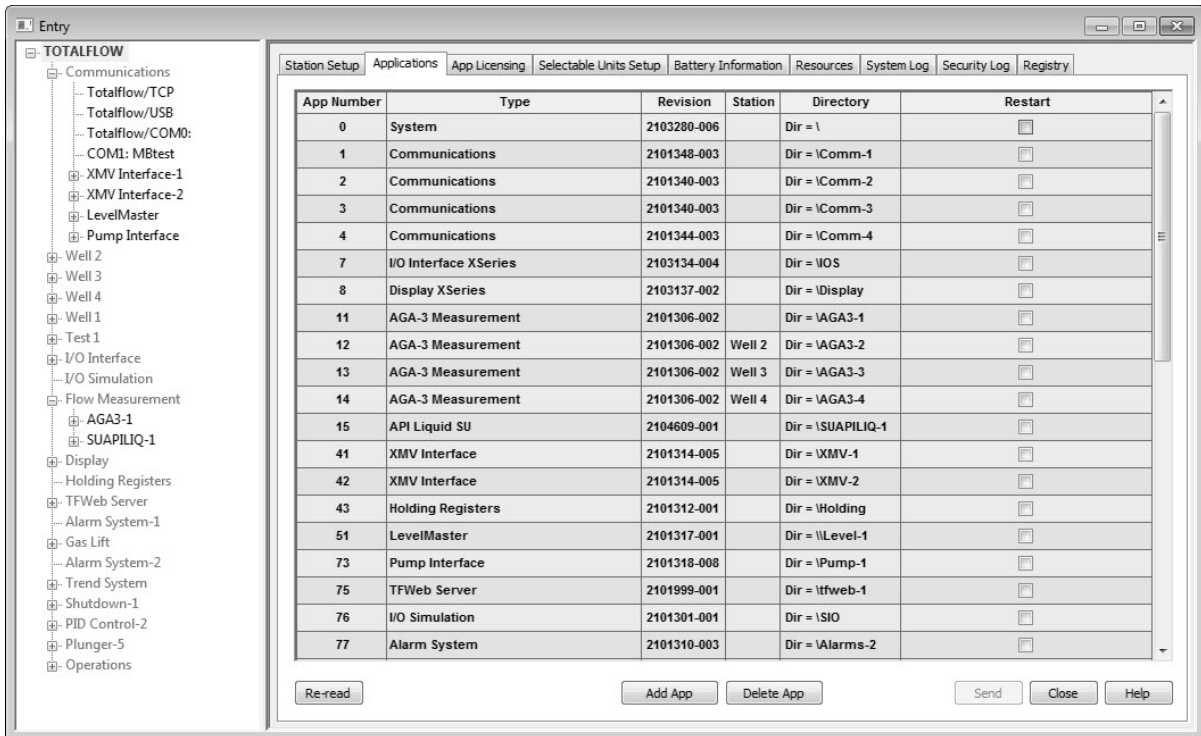 Entry
TOTALFLOW
Communications
Totalflow/TCP
Totalflow/USB
Totalflow/COM0:
COM1: MBtest
XMV Interface-1
XMV Interface-2
LevelMaster
Pump Interface
Well 2
Well 3
Well 4
Well 1
Test 1
I/O Interface
I/O Simulation
Flow Measurement
AGA3-1
SUAPILIQ-1
Display
Holding Registers
TFWeb Server
Alarm System-1
Gas Lift
Alarm System-2
Trend System
Shutdown-1
PID Control-2
Plunger-5
Operations
Station Setup Applications App Licensing Selectable Units Setup Battery Information Resources System Log Security Log Registry
App Number Type Revision Station Directory Restart
0 System 2103280-006 Dir = \
1 Communications 2101348-003 Dir = \Comm-1
2 Communications 2101340-003 Dir = \Comm-2
3 Communications 2101340-003 Dir = \Comm-3
4 Communications 2101344-003 Dir = \Comm-4
7 I/O Interface XSeries 2103134-004 Dir = \IOS
8 Display XSeries 2103137-002 Dir = \Display
11 AGA-3 Measurement 2101306-002 Dir = \AGA3-1
12 AGA-3 Measurement 2101306-002 Well 2 Dir = \AGA3-2
13 AGA-3 Measurement 2101306-002 Well 3 Dir = \AGA3-3
14 AGA-3 Measurement 2101306-002 Well 4 Dir = \AGA3-4
15 API Liquid SU 2104609-001 Dir = \SUAPILIQ-1
41 XMV Interface 2101314-005 Dir = \XMV-1
42 XMV Interface 2101314-005 Dir = \XMV-2
43 Holding Registers 2101312-001 Dir = \Holding
51 LevelMaster 2101317-001 Dir = \\Level-1
73 Pump Interface 2101318-008 Dir = \Pump-1
75 TFWeb Server 2101999-001 Dir = \tfweb-1
76 I/O Simulation 2101301-001 Dir = \SIO
77 Alarm System 2101310-003 Dir = \Alarms-2
Re-read Add App Delete App Send Close Help